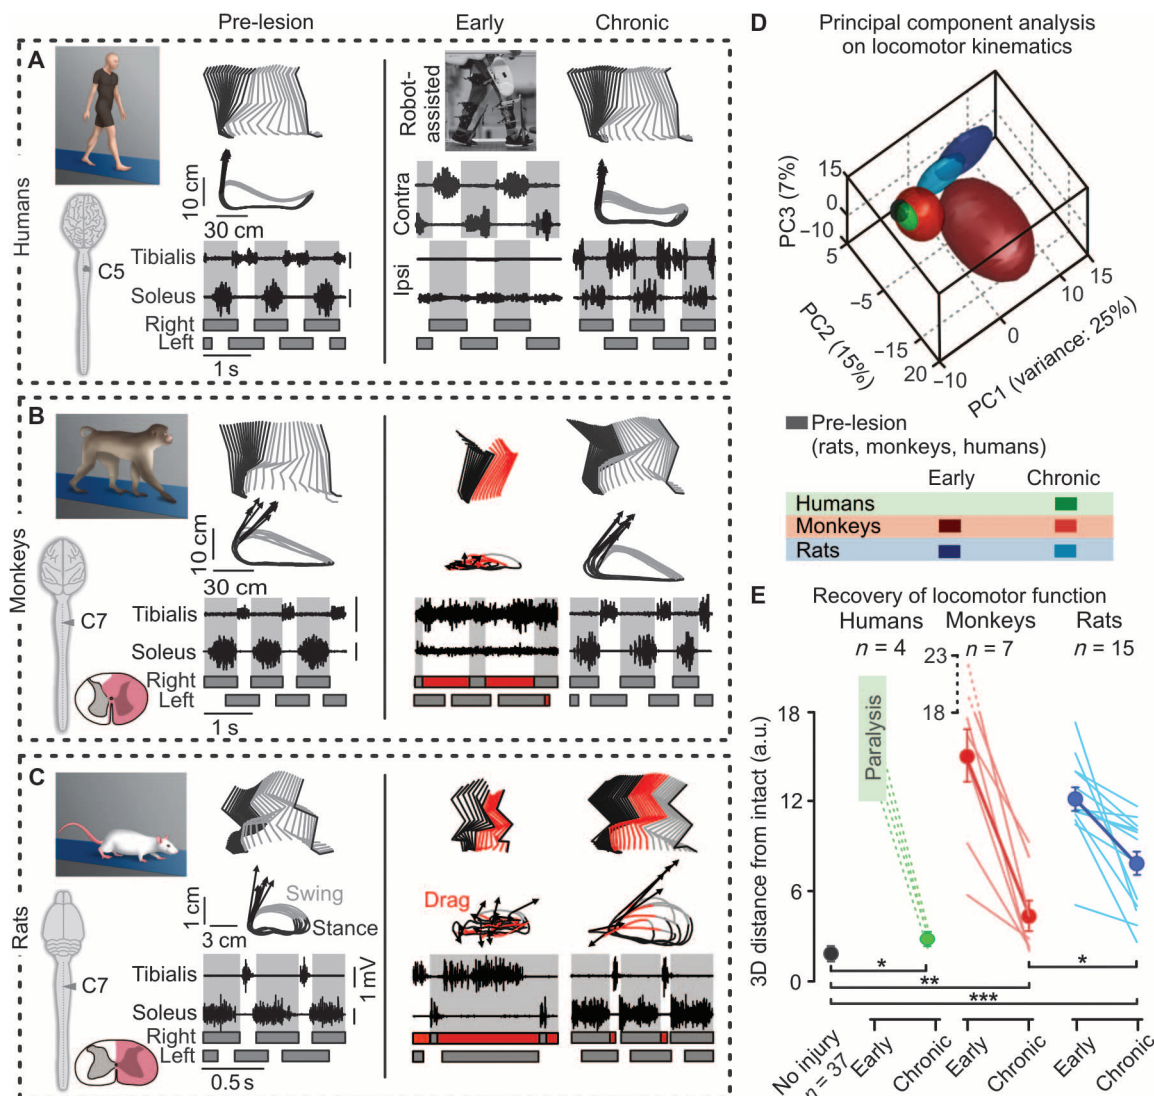 Pre-lesion
Early
Chronic
A
Humans
C5
10 cm
30 cm
Tibialis
Soleus
Right
Left
1 s
Robot-
assisted
Contra
Ipsi
B
Monkeys
C7
10 cm
30 cm
Tibialis
Soleus
Right
Left
1 s
C
Rats
C7
1 cm
3 cm
Swing
Stance
Drag
Tibialis
1 mV
Soleus
Right
Left
0.5 s
D
Principal component analysis
on locomotor kinematics
PC3 (7%)
15
0
−10
5
−5
−15
20
−10
0
10
15
PC2 (15%)
PC1 (variance: 25%)
Pre-lesion
(rats, monkeys, humans)
Early
Chronic
Humans
Monkeys
Rats
E
Recovery of locomotor function
Humans
Monkeys
Rats
n = 4
n = 7
n = 15
23
18
18
12
6
0
3D distance from intact (a.u.)
Paralysis
*
**
***
*
No injury
n = 37
Early
Chronic
Early
Chronic
Early
Chronic